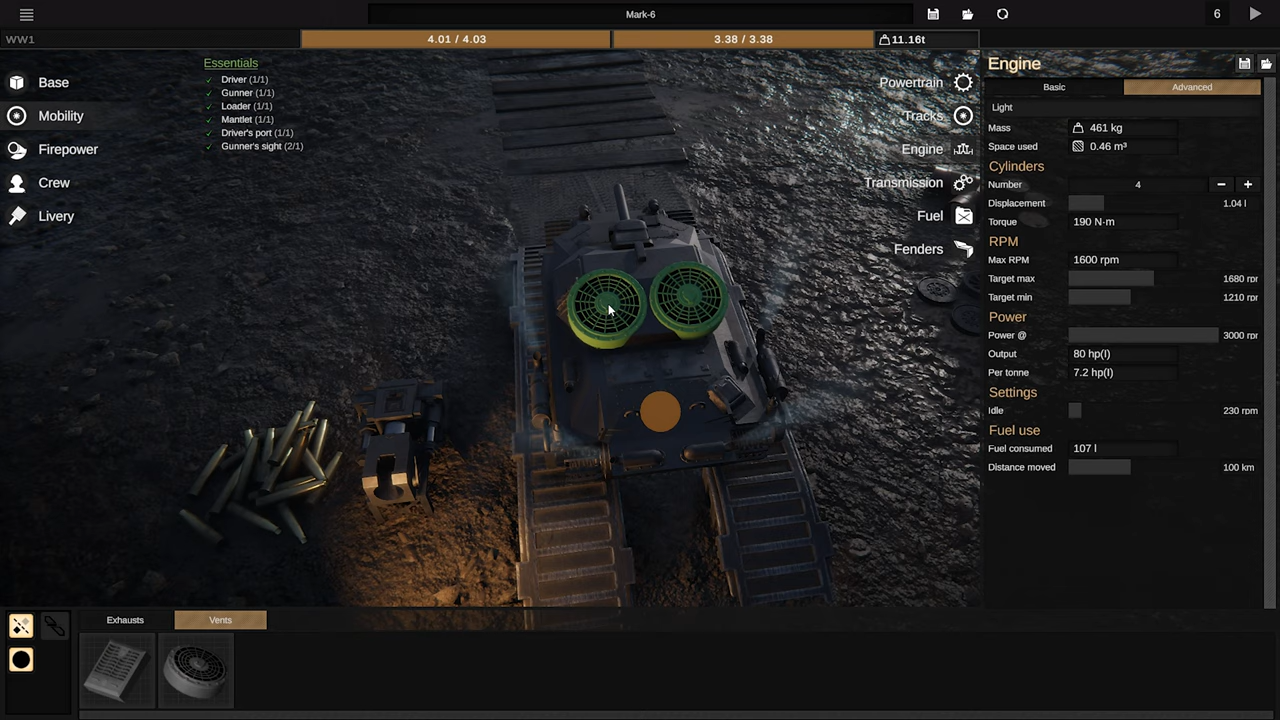 Mark-6
6
WW1
4.01 / 4.03
3.38 / 3.38
11.16t
Base
Mobility
Firepower
Crew
Livery
Essentials
Driver (1/1)
Gunner (1/1)
Loader (1/1)
Mantlet (1/1)
Driver's port (1/1)
Gunner's sight (2/1)
Powertrain
Tracks
Engine
Transmission
Fuel
Fenders
Engine
Basic
Advanced
Light
Mass 461 kg
Space used 0.46 m³
Cylinders
Number 4 − +
Displacement 1.04 l
Torque 190 N·m
RPM
Max RPM 1600 rpm
Target max 1680 rpr
Target min 1210 rpr
Power
Power @ 3000 rpr
Output 80 hp(I)
Per tonne 7.2 hp(I)
Settings
Idle 230 rpm
Fuel use
Fuel consumed 107 l
Distance moved 100 km
Exhausts
Vents